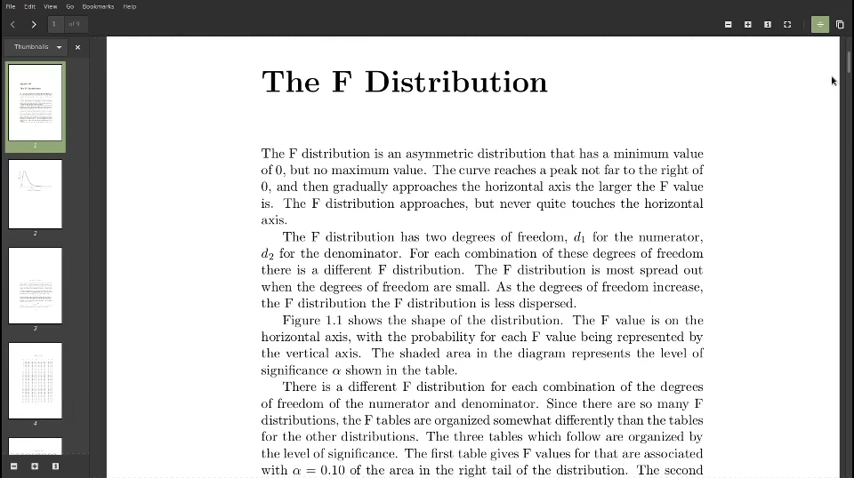 File Edit View Go Bookmarks Help
1 of 9
Thumbnails
The F Distribution
The F distribution is an asymmetric distribution that has a minimum value
of 0, but no maximum value. The curve reaches a peak not far to the right of
0, and then gradually approaches the horizontal axis the larger the F value
is. The F distribution approaches, but never quite touches the horizontal
axis.
The F distribution has two degrees of freedom, d₁ for the numerator,
d₂ for the denominator. For each combination of these degrees of freedom
there is a different F distribution. The F distribution is most spread out
when the degrees of freedom are small. As the degrees of freedom increase,
the F distribution the F distribution is less dispersed.
Figure 1.1 shows the shape of the distribution. The F value is on the
horizontal axis, with the probability for each F value being represented by
the vertical axis. The shaded area in the diagram represents the level of
significance α shown in the table.
There is a different F distribution for each combination of the degrees
of freedom of the numerator and denominator. Since there are so many F
distributions, the F tables are organized somewhat differently than the tables
for the other distributions. The three tables which follow are organized by
the level of significance. The first table gives F values for that are associated
with α = 0.10 of the area in the right tail of the distribution. The second
1
2
3
4